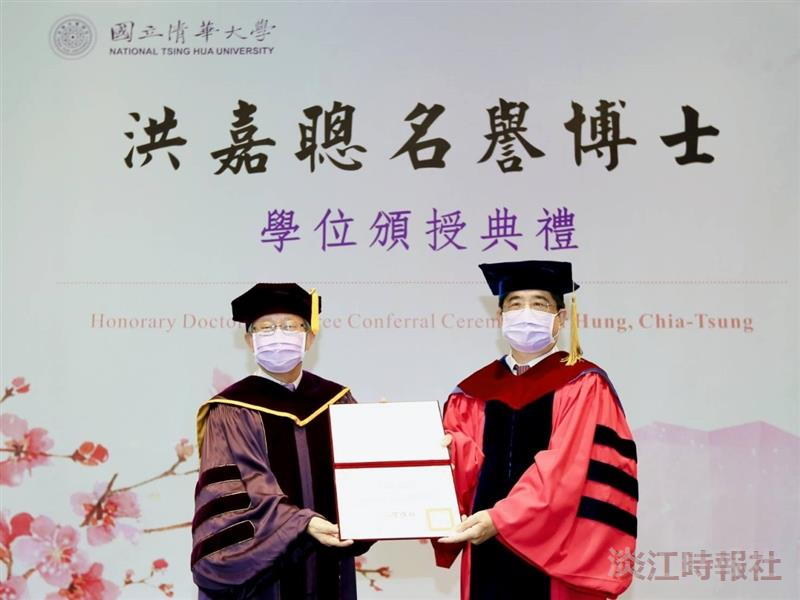 國立清華大學
NATIONAL TSING HUA UNIVERSITY
洪嘉聰名譽博士
學位頒授典禮
Honorary Doctor ee Conferral Cerem Hung, Chia-Tsung
淡江時報社